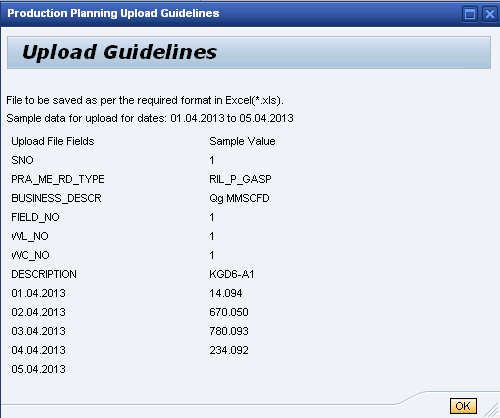 Production Planning Upload Guidelines
Upload Guidelines
File to be saved as per the required format in Excel(*.xls).
Sample data for upload for dates: 01.04.2013 to 05.04.2013
Upload File Fields Sample Value
SNO 1
PRA_ME_RD_TYPE RIL_P_GASP
BUSINESS_DESCR Qg MMSCFD
FIELD_NO 1
WL_NO 1
WC_NO 1
DESCRIPTION KGD6-A1
01.04.2013 14.094
02.04.2013 670.050
03.04.2013 780.093
04.04.2013 234.092
05.04.2013
OK